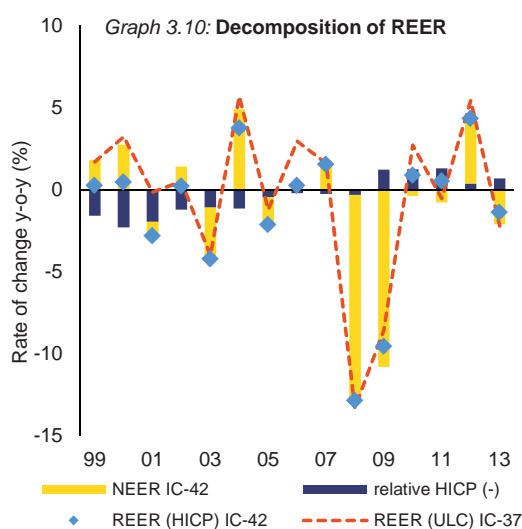 Graph 3.10: Decomposition of REER
Rate of change y-o-y (%)
10
5
0
-5
-10
-15
99 01 03 05 07 09 11 13
NEER IC-42 relative HICP (-)
REER (HICP) IC-42 REER (ULC) IC-37